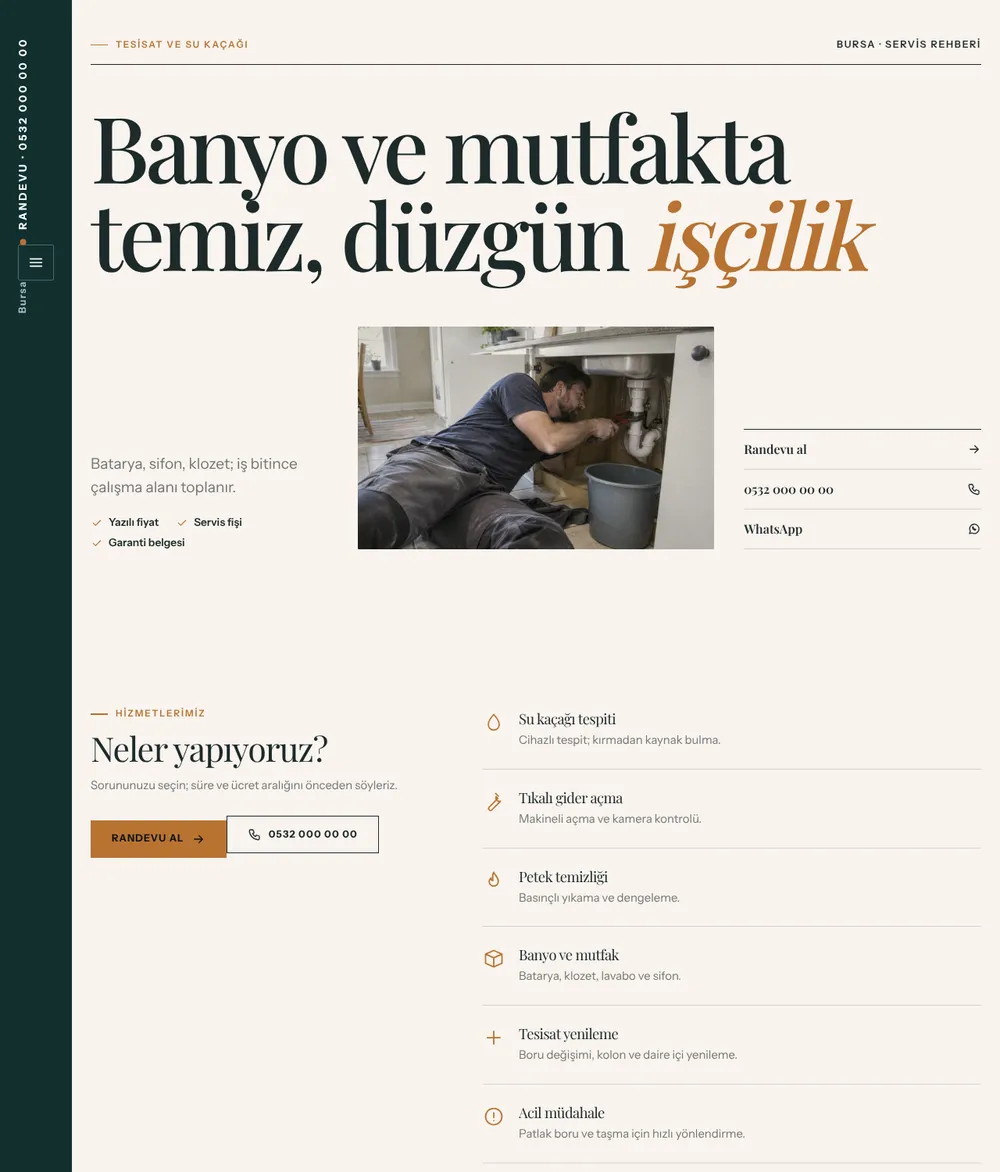 RANDEVU · 0532 000 00 00
Bursa
TESİSAT VE SU KAÇAĞI
BURSA · SERVİS REHBERİ
Banyo ve mutfakta
temiz, düzgün işçilik
Batarya, sifon, klozet; iş bitince
çalışma alanı toplanır.
Yazılı fiyat
Servis fişi
Garanti belgesi
Randevu al
0532 000 00 00
WhatsApp
HİZMETLERİMİZ
Neler yapıyoruz?
Sorununuzu seçin; süre ve ücret aralığını önceden söyleriz.
RANDEVU AL
0532 000 00 00
Su kaçağı tespiti
Cihazlı tespit; kırmadan kaynak bulma.
Tıkalı gider açma
Makineli açma ve kamera kontrolü.
Petek temizliği
Basınçlı yıkama ve dengeleme.
Banyo ve mutfak
Batarya, klozet, lavabo ve sifon.
Tesisat yenileme
Boru değişimi, kolon ve daire içi yenileme.
Acil müdahale
Patlak boru ve taşma için hızlı yönlendirme.